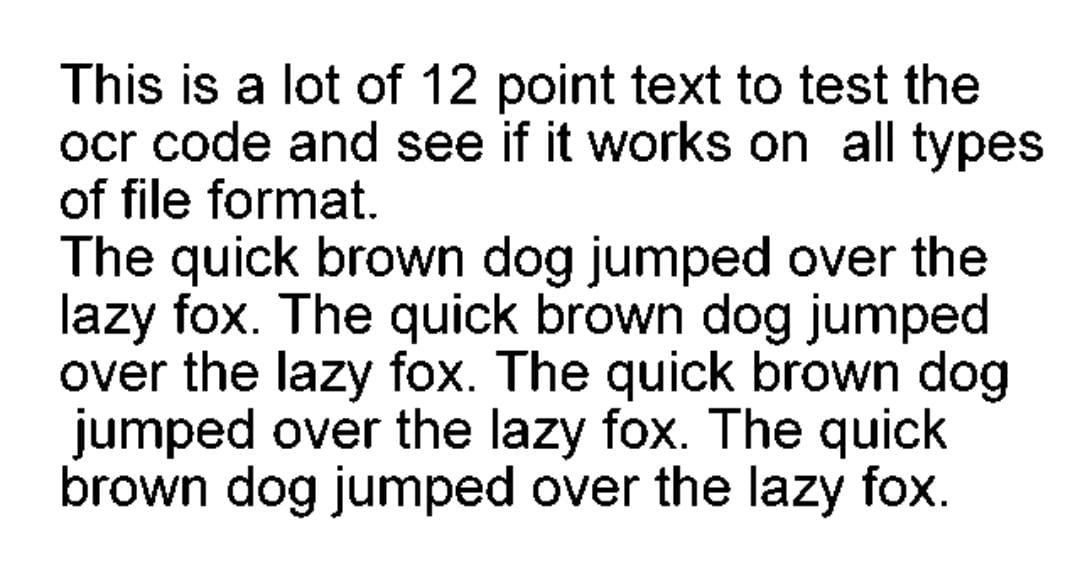 This is a lot of 12 point text to test the
ocr code and see if it works on  all types
of file format.
The quick brown dog jumped over the
lazy fox. The quick brown dog jumped
over the lazy fox. The quick brown dog
 jumped over the lazy fox. The quick
brown dog jumped over the lazy fox.